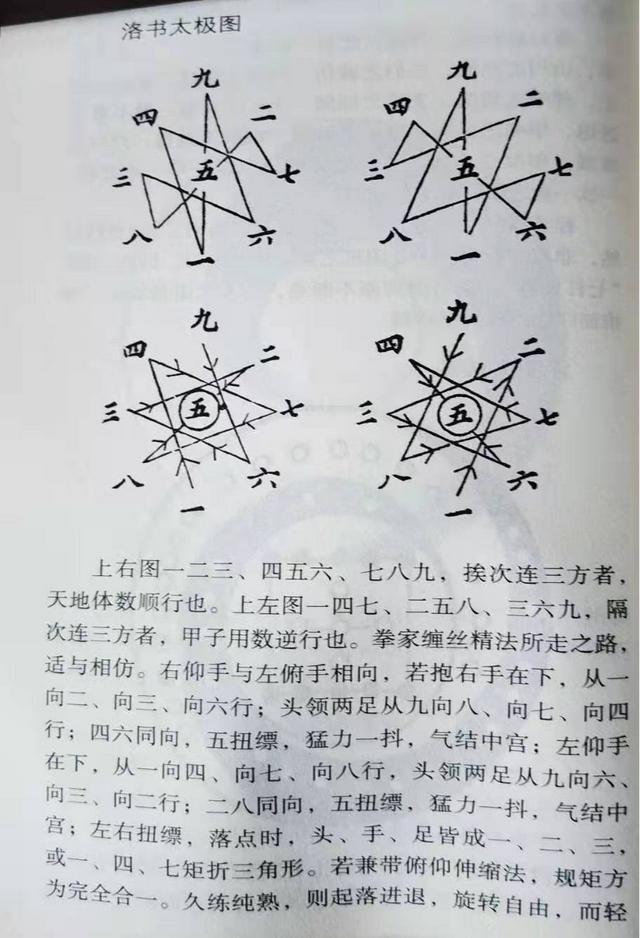 洛书太极图
九
四
二
三
五
七
八
六
一
九
四
二
三
五
七
八
六
一
九
四
二
三
五
七
八
六
一
九
四
二
三
五
七
八
六
一
上右图一二三、四五六、七八九，挨次连三方者，
天地体数顺行也。上左图一四七、二五八、三六九，隔
次连三方者，甲子用数逆行也。拳家缠丝精法所走之路，
适与相仿。右仰手与左俯手相向，若抱右手在下，从一
向二、向三、向六行；头领两足从九向八、向七、向四
行；四六同向，五扭缥，猛力一抖，气结中宫；左仰手
在下，从一向四、向七、向八行，头领两足从九向六、
向三、向二行；二八同向，五扭缥，猛力一抖，气结中
宫；左右扭缥，落点时，头、手、足皆成一、二、三，
或一、四、七矩折三角形。若兼带俯仰伸缩法，规矩方
为完全合一。久练纯熟，则起落进退，旋转自由，而轻